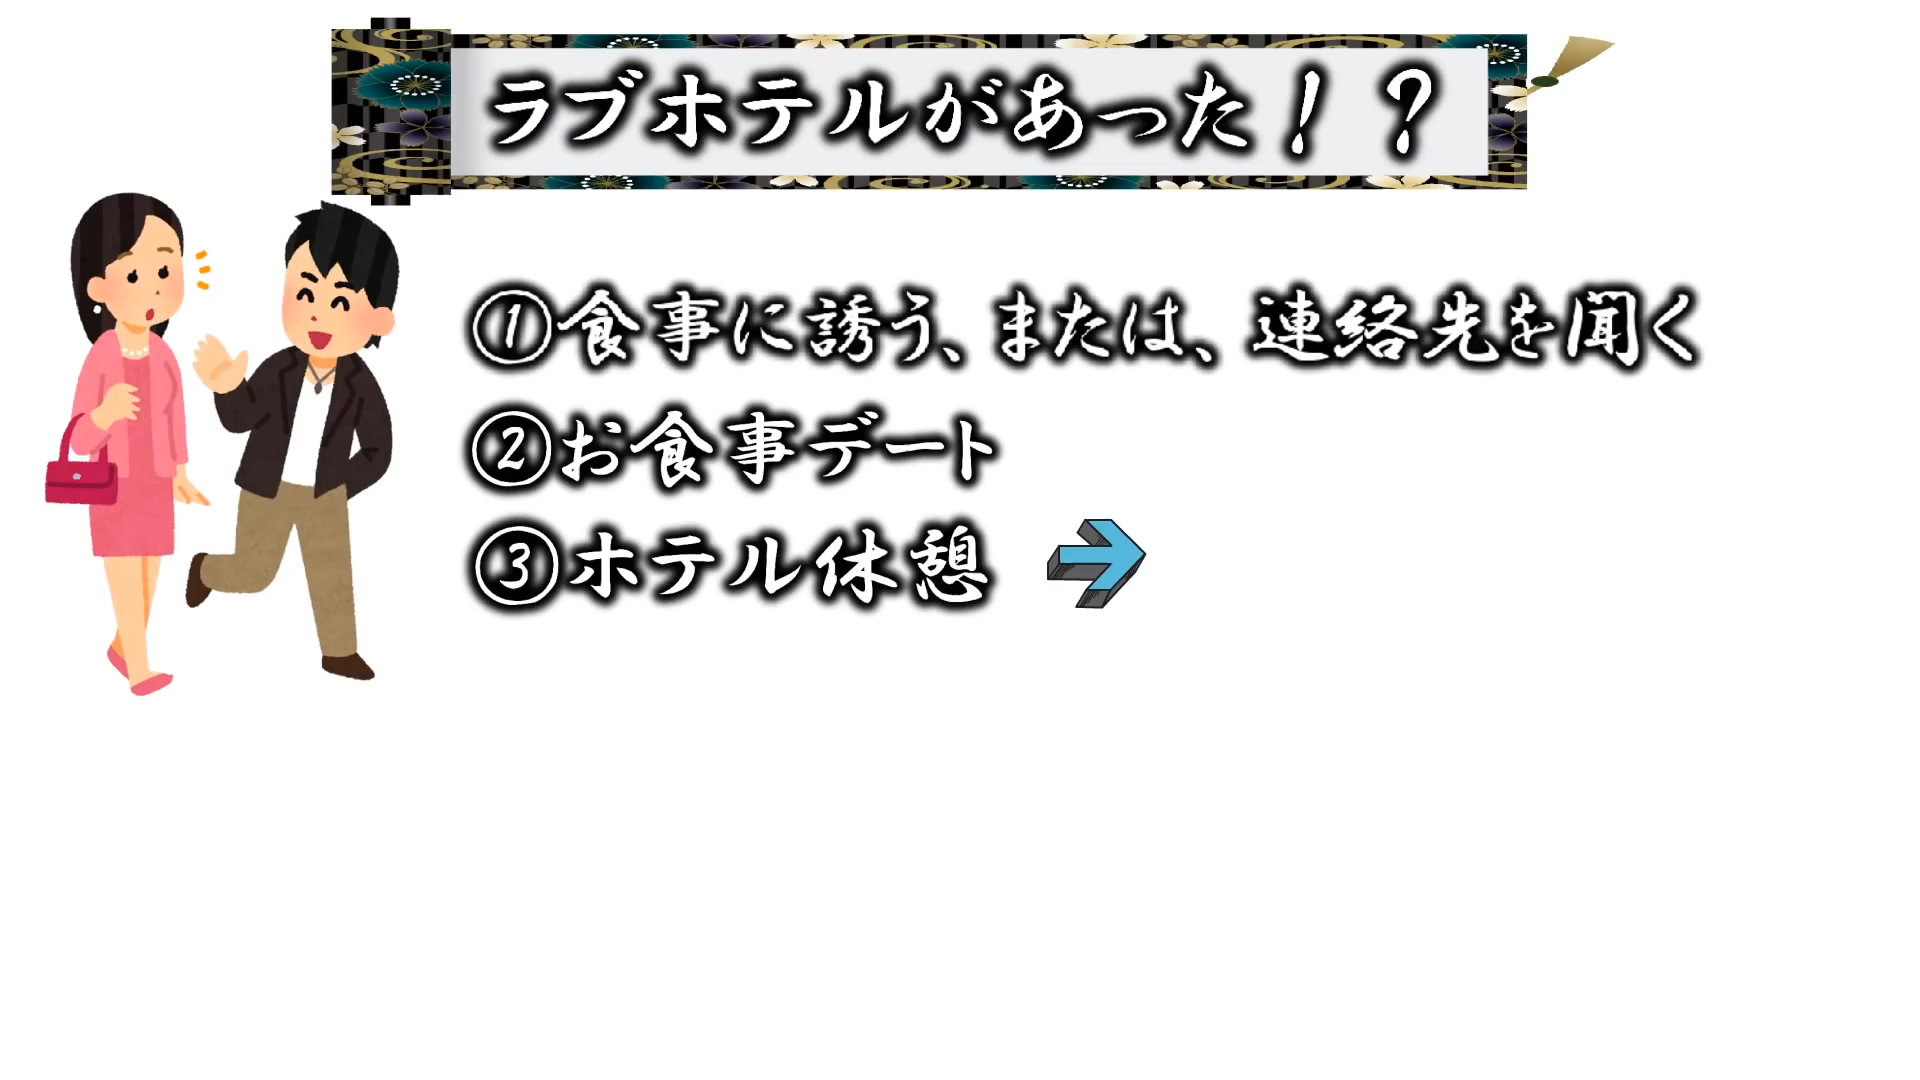 ラブホテルがあった！？
①食事に誘う、または、連絡先を聞く
②お食事デート
③ホテル休憩